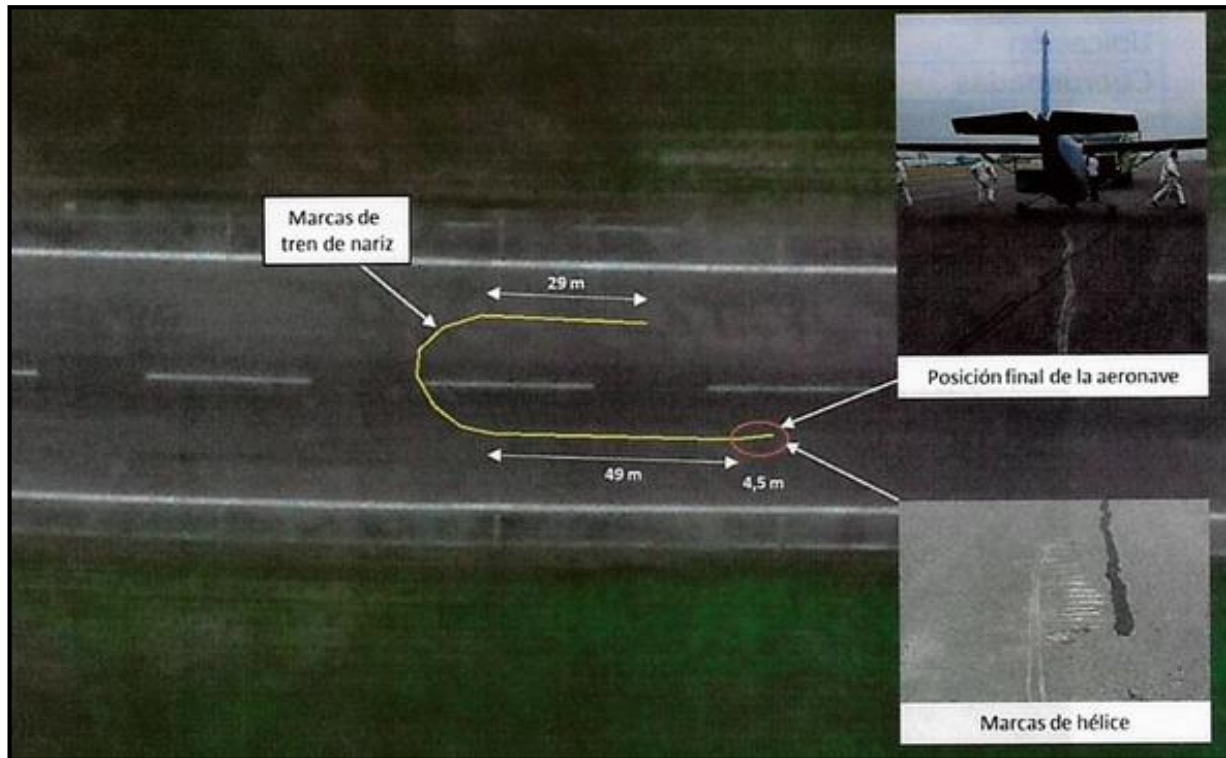 Marcas de
tren de nariz
29 m
49 m
4,5 m
Posición final de la aeronave
Marcas de hélice